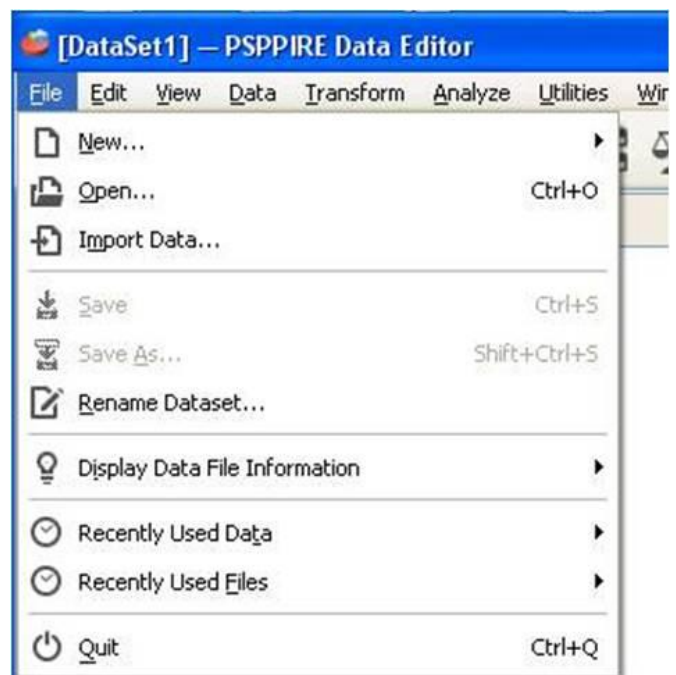 [DataSet1] — PSPPIRE Data Editor
File Edit View Data Transform Analyze Utilities
New...
Open... Ctrl+O
Import Data...
Save Ctrl+S
Save As... Shift+Ctrl+S
Rename Dataset...
Display Data File Information
Recently Used Data
Recently Used Files
Quit Ctrl+Q